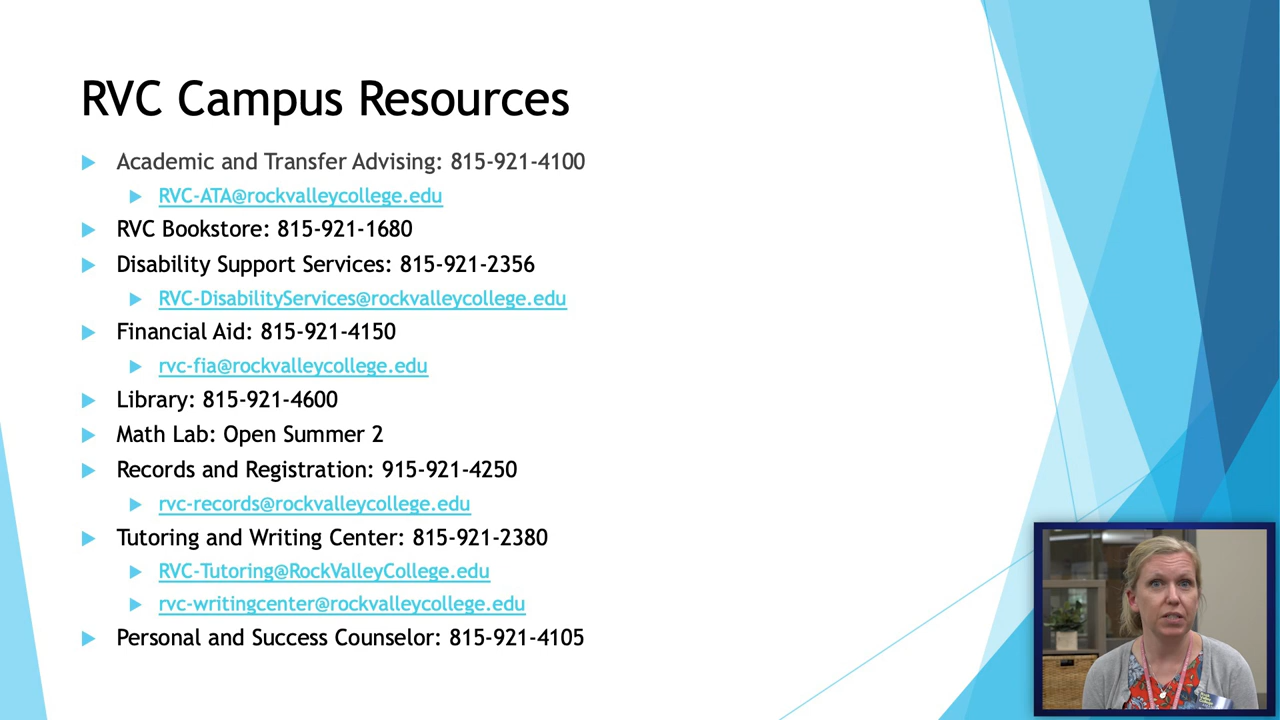 RVC Campus Resources
Academic and Transfer Advising: 815-921-4100
RVC-ATA@rockvalleycollege.edu
RVC Bookstore: 815-921-1680
Disability Support Services: 815-921-2356
RVC-DisabilityServices@rockvalleycollege.edu
Financial Aid: 815-921-4150
rvc-fia@rockvalleycollege.edu
Library: 815-921-4600
Math Lab: Open Summer 2
Records and Registration: 915-921-4250
rvc-records@rockvalleycollege.edu
Tutoring and Writing Center: 815-921-2380
RVC-Tutoring@RockValleyCollege.edu
rvc-writingcenter@rockvalleycollege.edu
Personal and Success Counselor: 815-921-4105